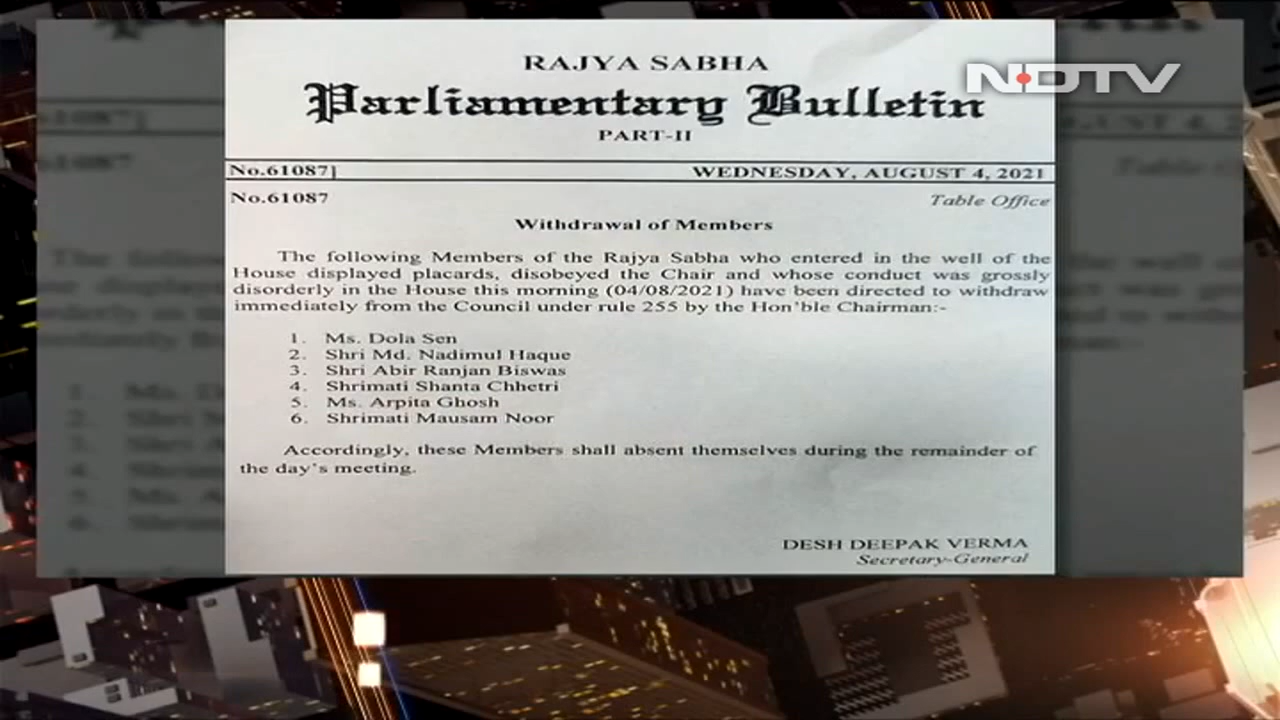 RAJYA SABHA
NDTV
Parliamentary Bulletin
PART-II
No.61087] WEDNESDAY, AUGUST 4, 2021
No.61087 Table Office
Withdrawal of Members
The following Members of the Rajya Sabha who entered in the well of the
House displayed placards, disobeyed the Chair and whose conduct was grossly
disorderly in the House this morning (04/08/2021) have been directed to withdraw
immediately from the Council under rule 255 by the Hon'ble Chairman:-
1. Ms. Dola Sen
2. Shri Md. Nadimul Haque
3. Shri Abir Ranjan Biswas
4. Shrimati Shanta Chhetri
5. Ms. Arpita Ghosh
6. Shrimati Mausam Noor
Accordingly, these Members shall absent themselves during the remainder of
the day's meeting.
DESH DEEPAK VERMA
Secretary-General